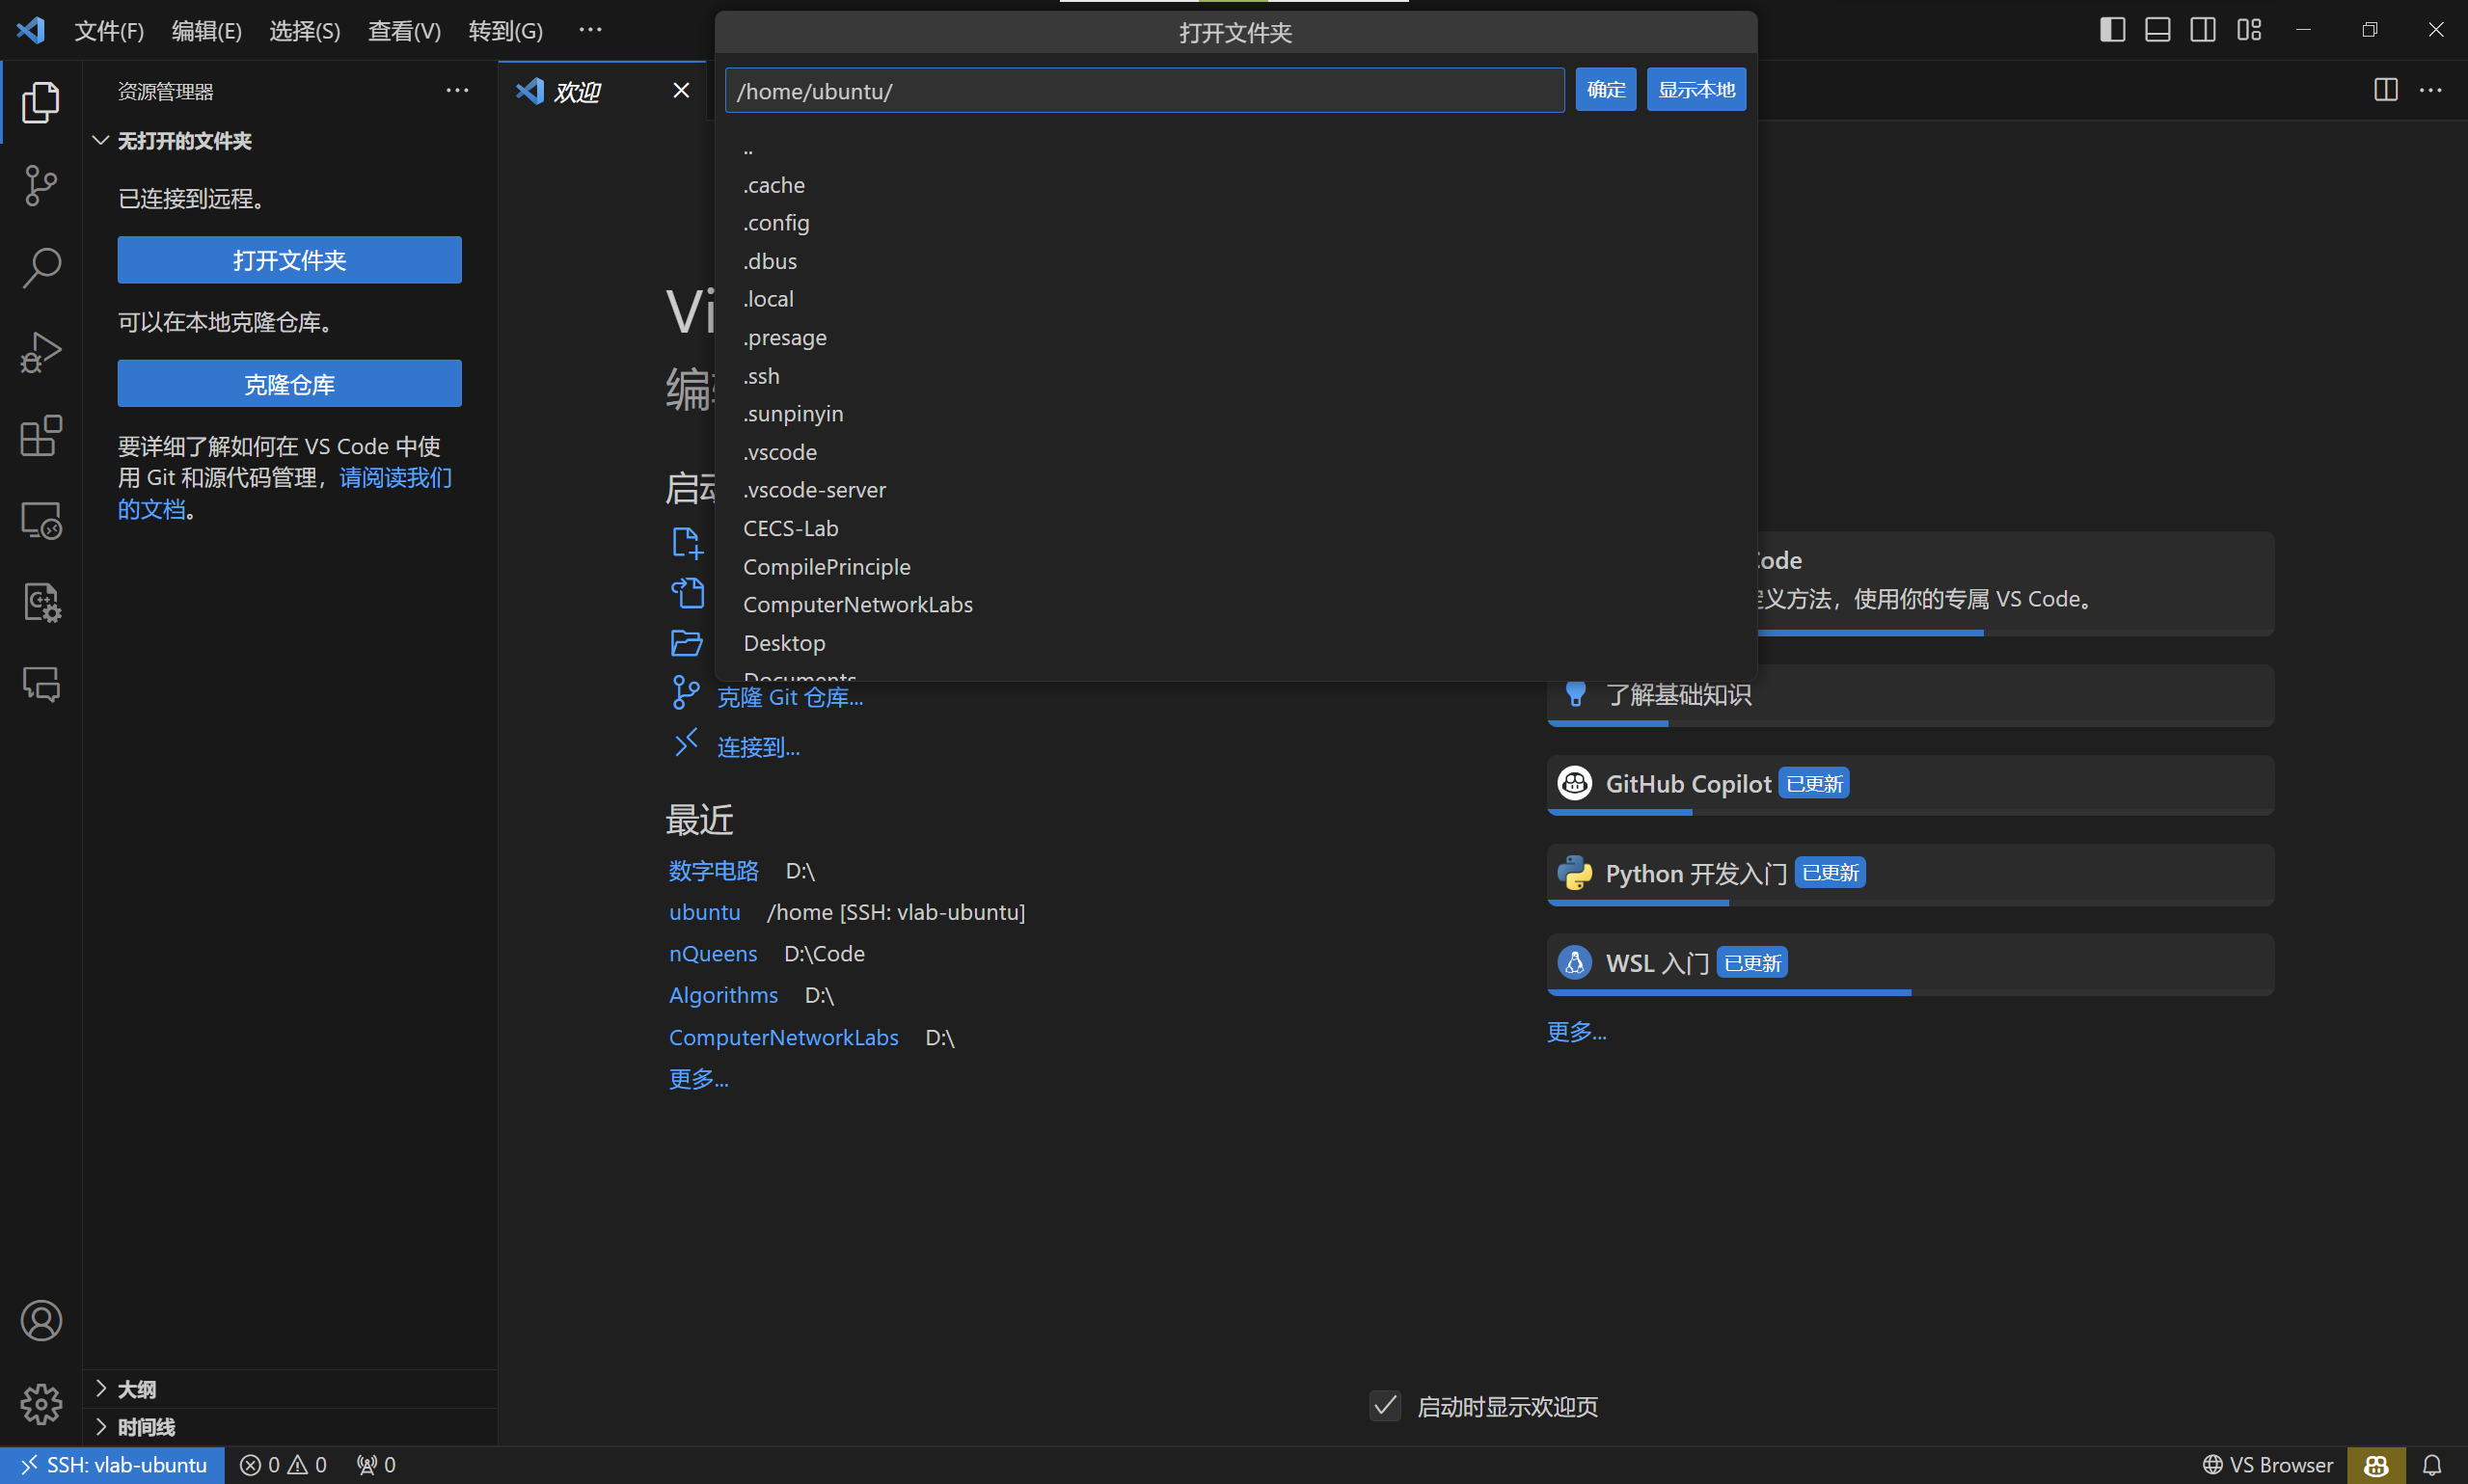 文件(F) 编辑(E) 选择(S) 查看(V) 转到(G) ···
打开文件夹
资源管理器
无打开的文件夹
已连接到远程。
打开文件夹
可以在本地克隆仓库。
克隆仓库
要详细了解如何在 VS Code 中使
用 Git 和源代码管理，请阅读我们
的文档。
大纲
时间线
欢迎
/home/ubuntu/
确定
显示本地
..
.cache
.config
.dbus
.local
.presage
.ssh
.sunpinyin
.vscode
.vscode-server
CECS-Lab
CompilePrinciple
ComputerNetworkLabs
Desktop
Documents
Vi
编
启动
克隆 Git 仓库...
连接到...
最近
数字电路 D:\
ubuntu /home [SSH: vlab-ubuntu]
nQueens D:\Code
Algorithms D:\
ComputerNetworkLabs D:\
更多...
Code
义方法，使用你的专属 VS Code。
了解基础知识
GitHub Copilot 已更新
Python 开发入门 已更新
WSL 入门 已更新
更多...
启动时显示欢迎页
SSH: vlab-ubuntu 0 0 0
VS Browser